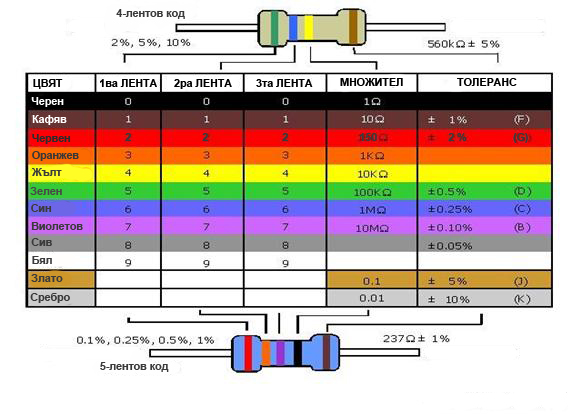 4-лентов код
2%, 5%, 10%
560kΩ ± 5%
ЦВЯТ 1ва ЛЕНТА 2ра ЛЕНТА 3та ЛЕНТА МНОЖИТЕЛ ТОЛЕРАНС
Черен 0 0 0 1Ω
Кафяв 1 1 1 10Ω ± 1% (F)
Червен 2 2 2 ± 2% (G)
Оранжев 3 3 3 1KΩ
Жълт 4 4 4 10KΩ
Зелен 5 5 5 100KΩ ±0.5% (D)
Син 6 6 6 1MΩ ±0.25% (C)
Виолетов 7 7 7 10MΩ ±0.10% (B)
Сив 8 8 8 ±0.05%
Бял 9 9 9
Злато 0.1 ± 5% (J)
Сребро 0.01 ± 10% (K)
0.1%, 0.25%, 0.5%, 1%
237Ω ± 1%
5-лентов код